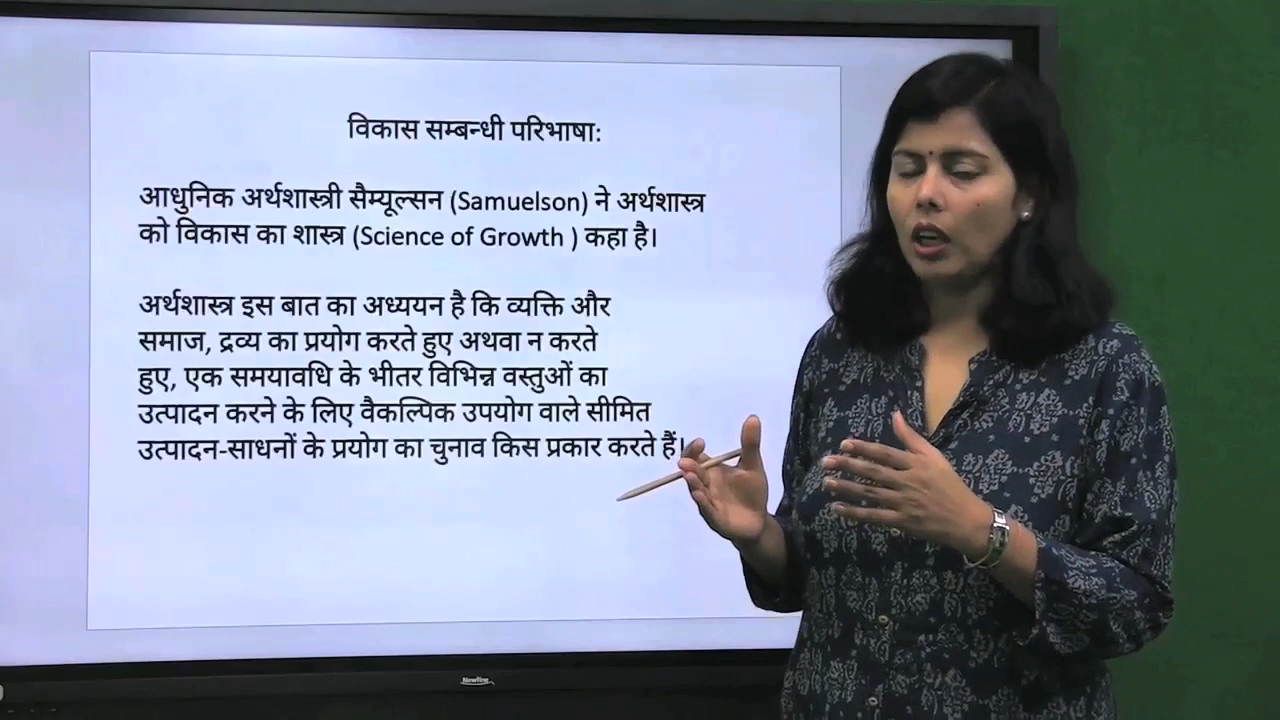 विकास सम्बन्धी परिभाषा:
आधुनिक अर्थशास्त्री सैम्यूल्सन (Samuelson) ने अर्थशास्त्र
को विकास का शास्त्र (Science of Growth ) कहा है।
अर्थशास्त्र इस बात का अध्ययन है कि व्यक्ति और
समाज, द्रव्य का प्रयोग करते हुए अथवा न करते
हुए, एक समयावधि के भीतर विभिन्न वस्तुओं का
उत्पादन करने के लिए वैकल्पिक उपयोग वाले सीमित
उत्पादन-साधनों के प्रयोग का चुनाव किस प्रकार करते हैं।
Newline